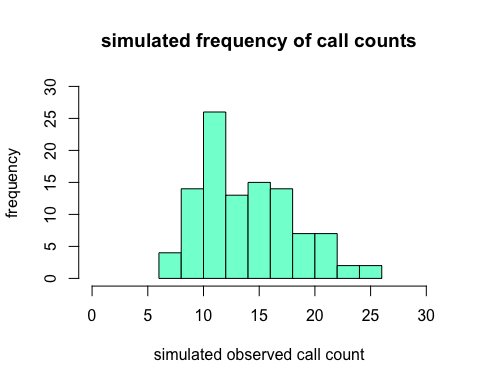 simulated frequency of call counts
30
25
20
15
10
5
0
frequency
0 5 10 15 20 25 30
simulated observed call count